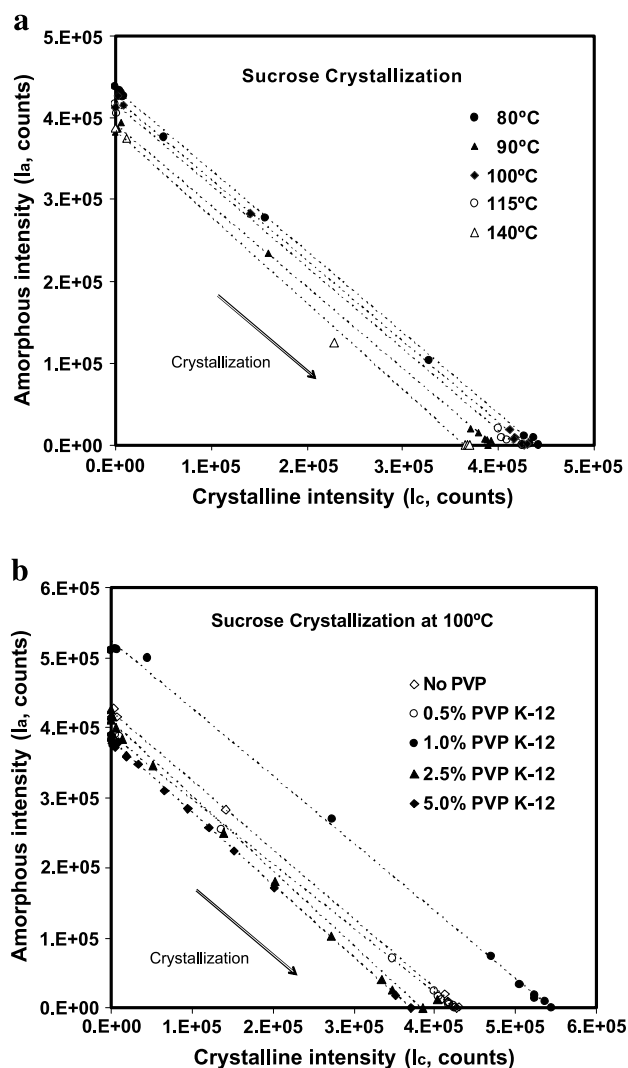 a
5.E+05
4.E+05
3.E+05
2.E+05
1.E+05
0.E+00
Amorphous intensity (Ia, counts)
Sucrose Crystallization
80ºC
90ºC
100ºC
115ºC
140ºC
Crystallization
0.E+00 1.E+05 2.E+05 3.E+05 4.E+05 5.E+05
Crystalline intensity (Ic, counts)
b
6.E+05
5.E+05
4.E+05
3.E+05
2.E+05
1.E+05
0.E+00
Amorphous intensity (Ia, counts)
Sucrose Crystallization at 100ºC
No PVP
0.5% PVP K-12
1.0% PVP K-12
2.5% PVP K-12
5.0% PVP K-12
Crystallization
0.E+00 1.E+05 2.E+05 3.E+05 4.E+05 5.E+05 6.E+05
Crystalline intensity (Ic, counts)